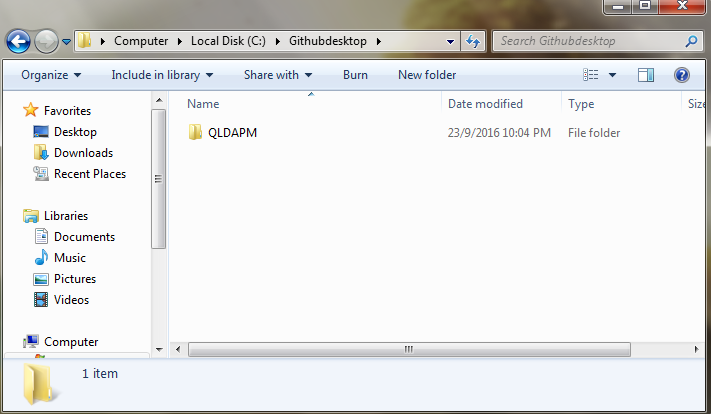 Computer Local Disk (C:) Githubdesktop Search Githubdesktop
Organize Include in library Share with Burn New folder
Favorites
Desktop
Downloads
Recent Places
Libraries
Documents
Music
Pictures
Videos
Computer
Name Date modified Type Size
QLDAPM 23/9/2016 10:04 PM File folder
1 item